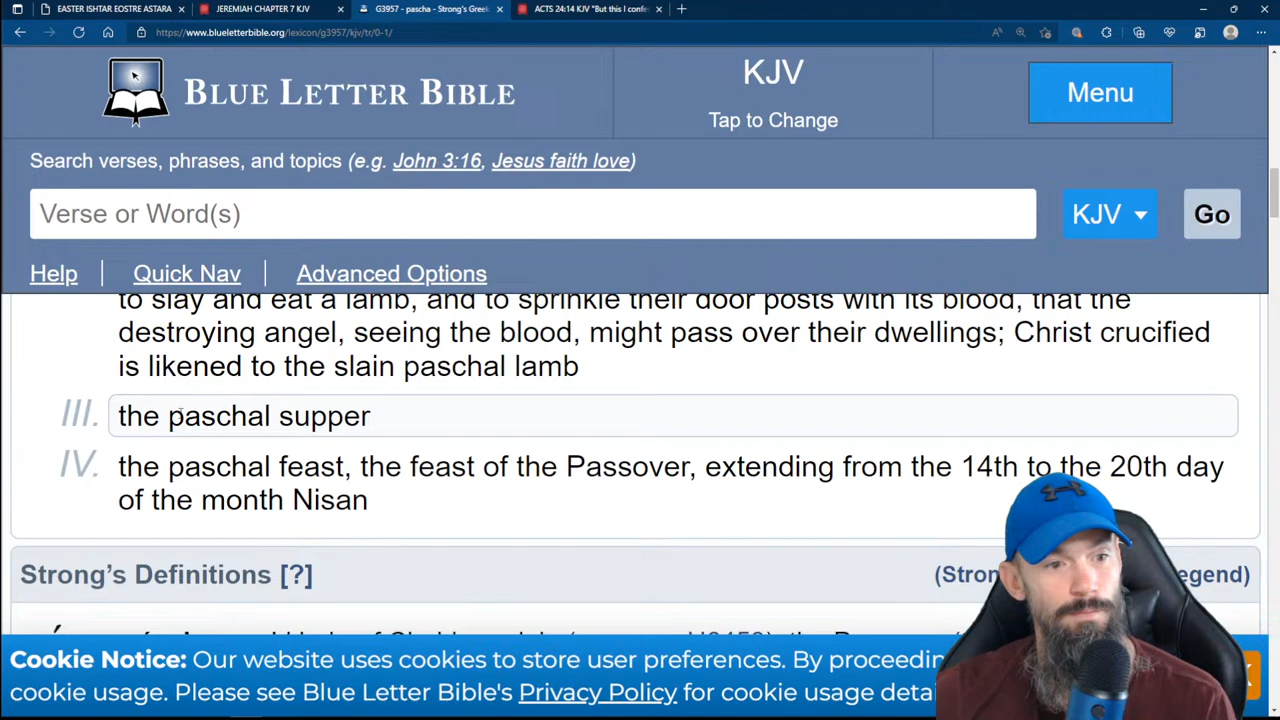 EASTER ISHTAR EOSTRE ASTARA
JEREMIAH CHAPTER 7 KJV
G3957 - pascha - Strong's Greek
ACTS 24:14 KJV "But this I confe
https://www.blueletterbible.org/lexicon/g3957/kjv/tr/0-1/
BLUE LETTER BIBLE
KJV
Tap to Change
Menu
Search verses, phrases, and topics (e.g. John 3:16, Jesus faith love)
Verse or Word(s)
KJV
Go
Help
Quick Nav
Advanced Options
to slay and eat a lamb, and to sprinkle their door posts with its blood, that the
destroying angel, seeing the blood, might pass over their dwellings; Christ crucified
is likened to the slain paschal lamb
III. the paschal supper
IV. the paschal feast, the feast of the Passover, extending from the 14th to the 20th day
of the month Nisan
Strong's Definitions [?]
(Stron
egend)
Cookie Notice: Our website uses cookies to store user preferences. By proceedin
cookie usage. Please see Blue Letter Bible's Privacy Policy for cookie usage detai